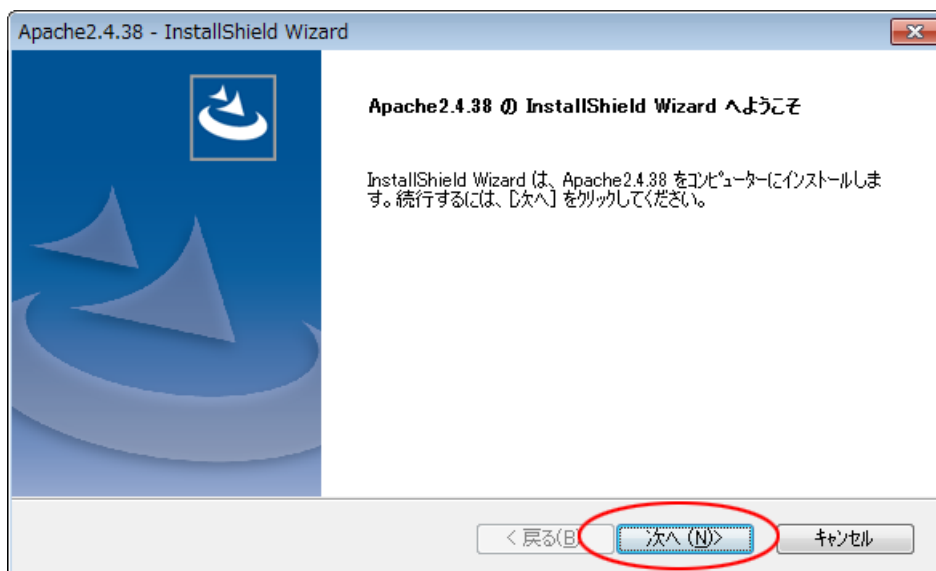 Apache2.4.38 - InstallShield Wizard
Apache2.4.38 の InstallShield Wizard へようこそ
InstallShield Wizard は、Apache2.4.38 をコンピューターにインストールしま
す。続行するには、[次へ] をクリックしてください。
< 戻る(B) 次へ (N)> キャンセル